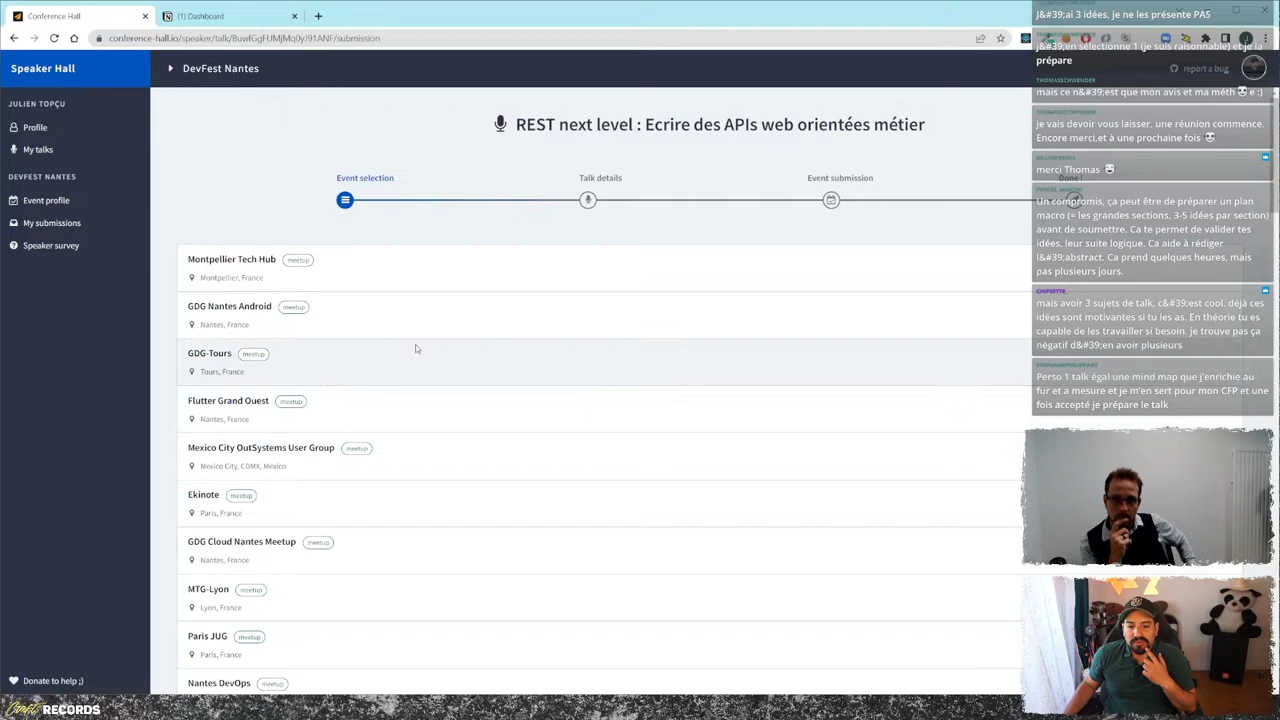 Conference Hall
(1) Dashboard
conference-hall.io/speaker/talk/BuwfGgFUMjMq0yJ91ANF/submission
Speaker Hall
DevFest Nantes
report a bug
JULIEN TOPÇU
Profile
My talks
DEVFEST NANTES
Event profile
My submissions
Speaker survey
Donate to help ;)
REST next level : Ecrire des APIs web orientées métier
Event selection
Talk details
Event submission
Done !
Montpellier Tech Hub meetup
Montpellier, France
GDG Nantes Android meetup
Nantes, France
GDG-Tours meetup
Tours, France
Flutter Grand Ouest meetup
Nantes, France
Mexico City OutSystems User Group meetup
Mexico City, CDMX, Mexico
Ekinote meetup
Paris, France
GDG Cloud Nantes Meetup meetup
Nantes, France
MTG-Lyon meetup
Lyon, France
Paris JUG meetup
Paris, France
Nantes DevOps meetup
J&#39;ai 3 idées, je ne les présente PAS
j&#39;en sélectionne 1 (je suis raisonnable) et je la
prépare
THOMASSCHWENDER
mais ce n&#39;est que mon avis et ma méth e :)
je vais devoir vous laisser, une réunion commence.
Encore merci,et à une prochaine fois
merci Thomas
Un compromis, ça peut être de préparer un plan
macro (= les grandes sections, 3-5 idées par section)
avant de soumettre. Ca te permet de valider tes
idées, leur suite logique. Ca aide à rédiger
l&#39;abstract. Ca prend quelques heures, mais
pas plusieurs jours.
CHIPSETTE
mais avoir 3 sujets de talk, c&#39;est cool. déjà ces
idées sont motivantes si tu les as. En théorie tu es
capable de les travailler si besoin. je trouve pas ça
négatif d&#39;en avoir plusieurs
Perso 1 talk égal une mind map que j'enrichie au
fur et a mesure et je m'en sert pour mon CFP et une
fois accepté je prépare le talk
Crafts RECORDS